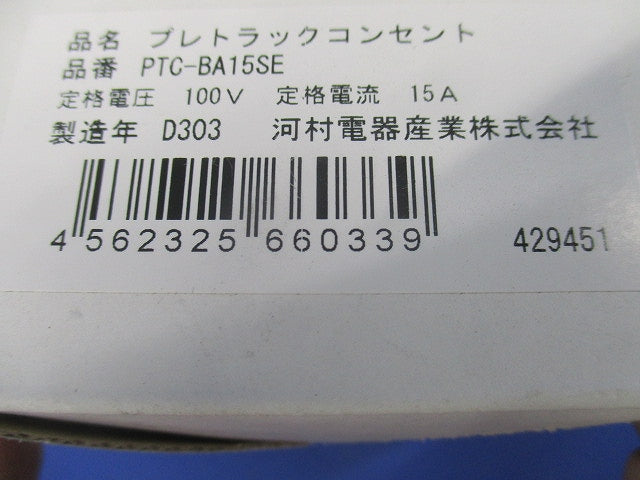 品名 ブレトラックコンセント
品番 PTC-BA15SE
定格電圧 100V 定格電流 15A
製造年 D303 河村電器産業株式会社
4 562325 660339 429451